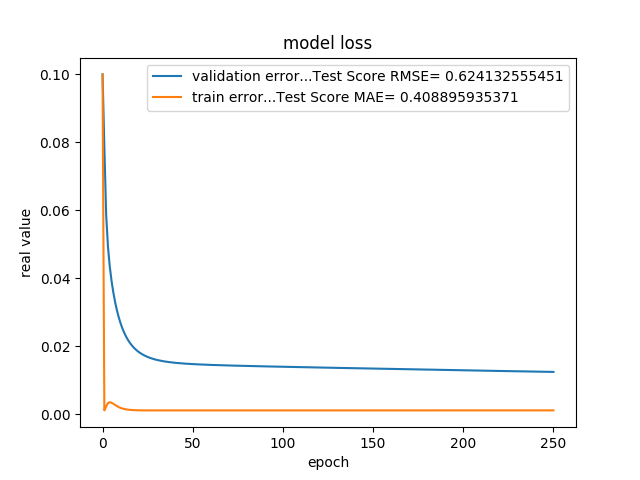 model loss
validation error...Test Score RMSE= 0.624132555451
train error...Test Score MAE= 0.408895935371
real value
0.10
0.08
0.06
0.04
0.02
0.00
0
50
100
150
200
250
epoch